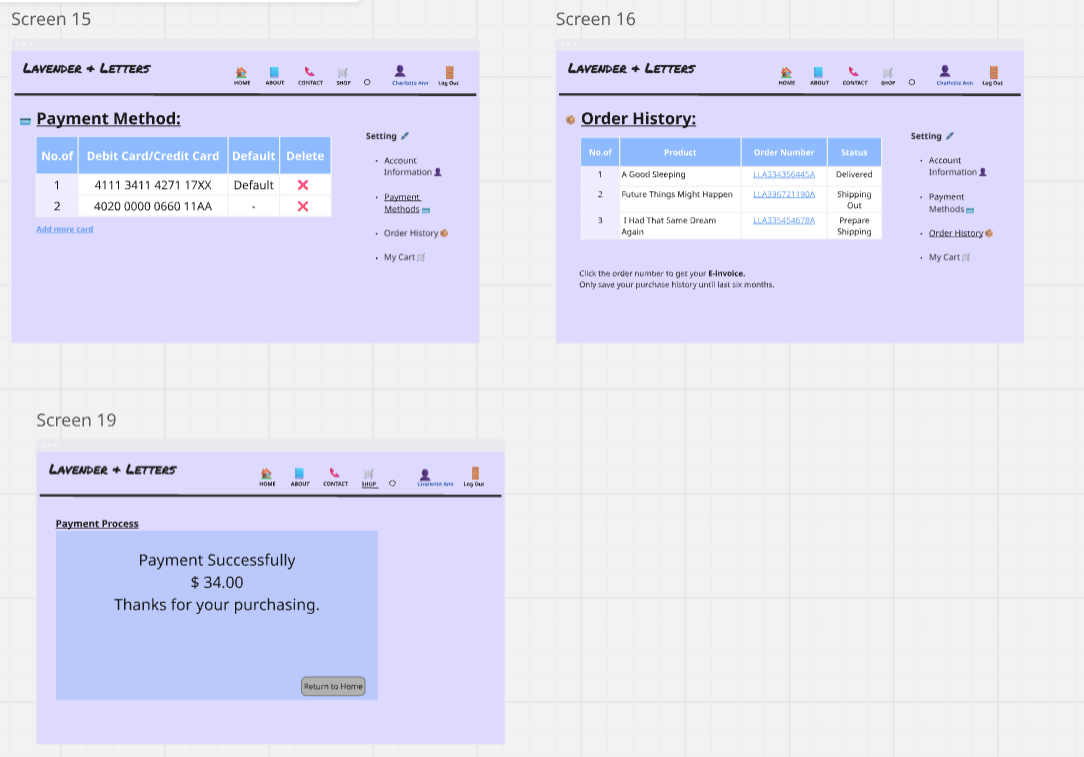 Screen 15
LAVENDER & LETTERS
HOME ABOUT CONTACT SHOP Charlotte Ann Log Out
Payment Method:
No.of Debit Card/Credit Card Default Delete
1 4111 3411 4271 17XX Default
2 4020 0000 0660 11AA -
Add more card
Setting
Account
Information
Payment
Methods
Order History
My Cart
Screen 16
LAVENDER & LETTERS
HOME ABOUT CONTACT SHOP Charlotte Ann Log Out
Order History:
No.of Product Order Number Status
1 A Good Sleeping LLA334356445A Delivered
2 Future Things Might Happen LLA336721190A Shipping
Out
3 I Had That Same Dream LLA335454678A Prepare
Again Shipping
Click the order number to get your E-invoice.
Only save your purchase history until last six months.
Setting
Account
Information
Payment
Methods
Order History
My Cart
Screen 19
LAVENDER & LETTERS
HOME ABOUT CONTACT SHOP Charlotte Ann Log Out
Payment Process
Payment Successfully
$ 34.00
Thanks for your purchasing.
Return to Home